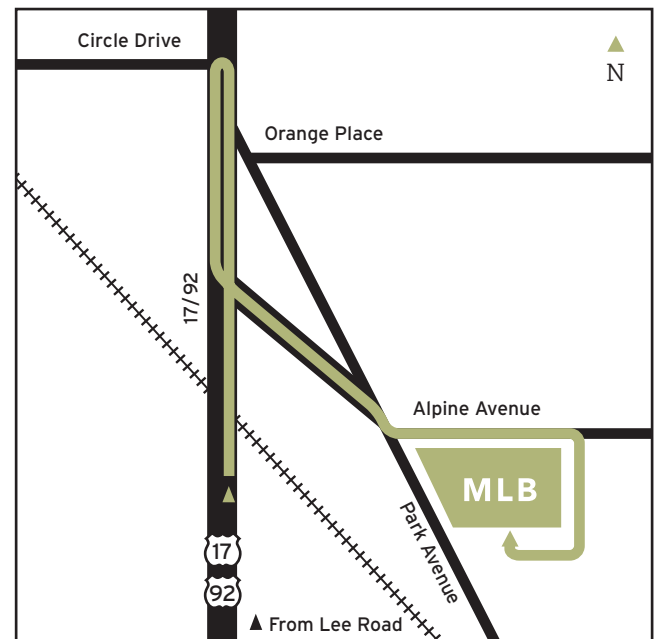 Circle Drive
N
Orange Place
17/92
Alpine Avenue
MLB
Park Avenue
17
92
From Lee Road